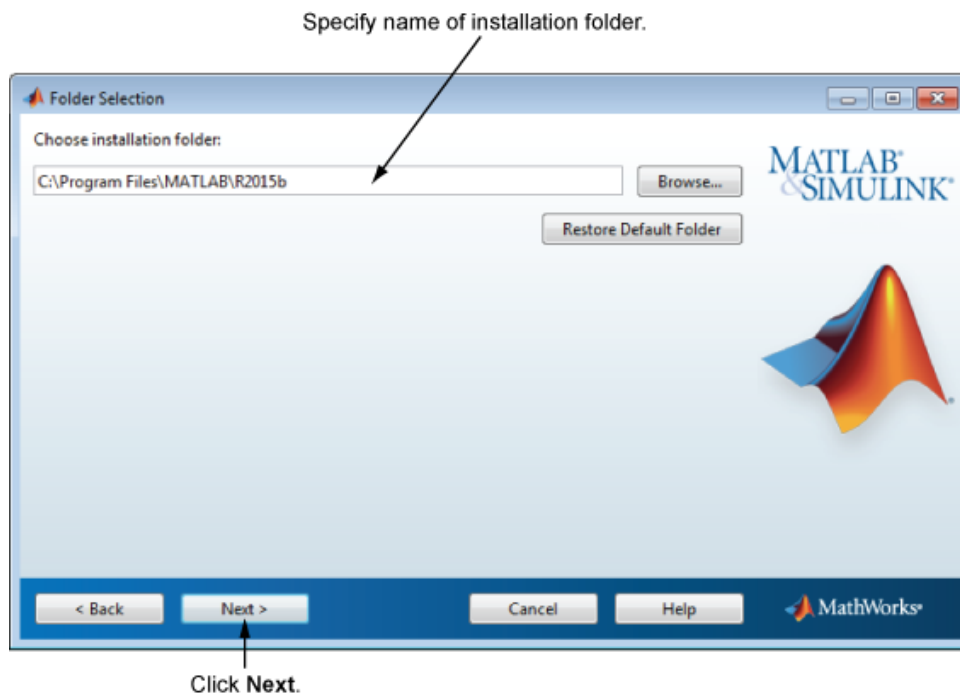 Specify name of installation folder.
Folder Selection
Choose installation folder:
C:\Program Files\MATLAB\R2015b
Browse...
Restore Default Folder
MATLAB®
&SIMULINK®
®
< Back
Next >
Cancel
Help
MathWorks®
Click Next.